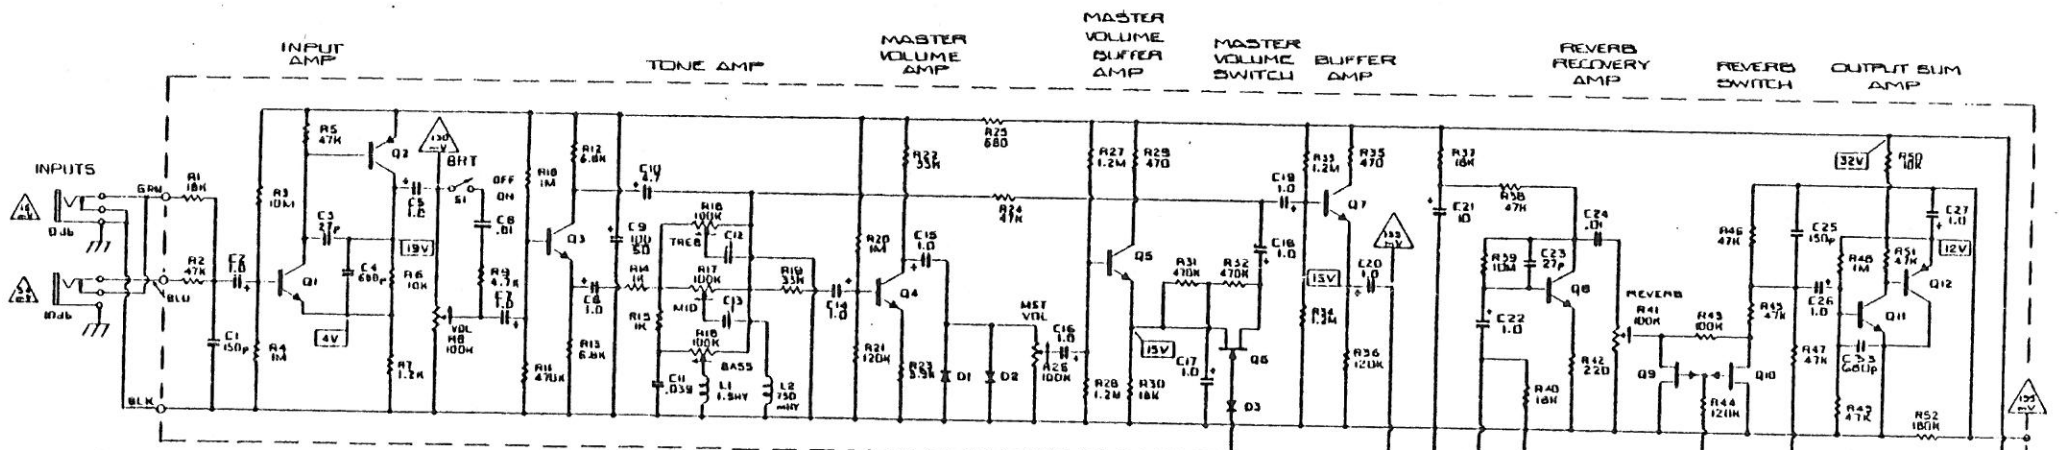 INPUT
AMP
TONE AMP
MASTER
VOLUME
AMP
MASTER
VOLUME
BUFFER
AMP
MASTER
VOLUME
SWITCH
BUFFER
AMP
REVERB
RECOVERY
AMP
REVERB
SWITCH
OUTPUT SUM
AMP
INPUTS
0db
10db
GRN
BLU
BLK
R1
18K
R2
47K
C1
150p
C2
1.0
R3
10M
R4
1M
R5
47K
C3
27p
C4
680p
Q1
Q2
4V
19V
C5
1.0
R6
10K
R7
1.2K
150
mV
BRT
S1
OFF
ON
C8
.01
R9
4.7K
C7
1.0
VOL
R8
100K
R10
1M
R11
470K
R12
6.8K
Q3
R13
6.8K
C6
1.0
C9
100
50
C10
4.7
R14
1K
R15
1K
R16
100K
TREB
C12
R17
100K
MID
C13
R18
100K
BASS
C11
.039
L1
1.5HY
L2
750
mHY
R19
33K
C14
1.0
R20
1M
R21
120K
R22
33K
Q4
R23
3.3K
C15
1.0
D1
D2
MST
VOL
R26
100K
C16
1.0
R25
680
R24
47K
R27
1.2M
R28
1.2M
R29
470
Q5
R30
18K
15V
R31
470K
R32
470K
C17
1.0
C18
1.0
Q6
D3
C19
1.0
R33
1.2M
R34
1.2M
R35
470
Q7
15V
R36
120K
C20
1.0
R37
18K
C21
10
R38
47K
R39
10M
C23
27p
C22
1.0
Q8
C24
.01
R40
18K
R42
220
REVERB
R41
100K
R43
100K
Q9
Q10
R44
120K
R46
47K
R45
47K
R47
47K
C25
150p
C26
1.0
R48
1M
R49
47K
32V
R50
18K
R51
47K
Q11
Q12
C27
1.0
12V
680p
R52
180K
mV